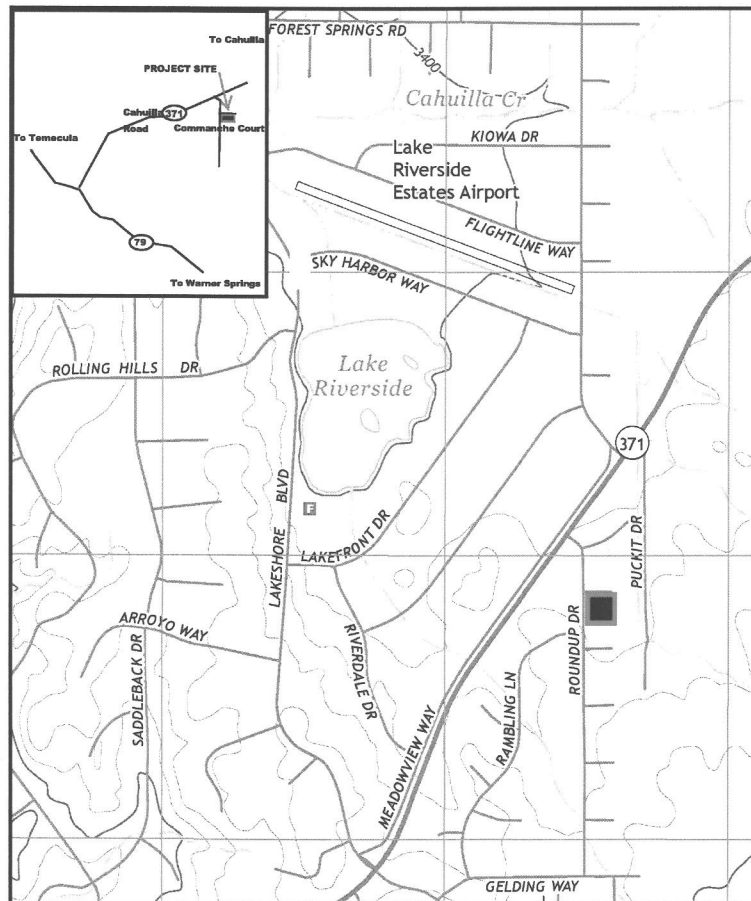 To Cahuilla
PROJECT SITE
Cahuilla
Road
371
Commanche Court
To Temecula
79
To Warner Springs
FOREST SPRINGS RD
3400
Cahuilla Cr
KIOWA DR
Lake
Riverside
Estates Airport
FLIGHTLINE WAY
SKY HARBOR WAY
ROLLING HILLS DR
Lake
Riverside
371
LAKESHORE BLVD
F
LAKEFRONT DR
PUCKIT DR
ROUNDUP DR
ARROYO WAY
SADDLEBACK DR
RIVERDALE DR
RAMBLING LN
MEADOWVIEW WAY
GELDING WAY